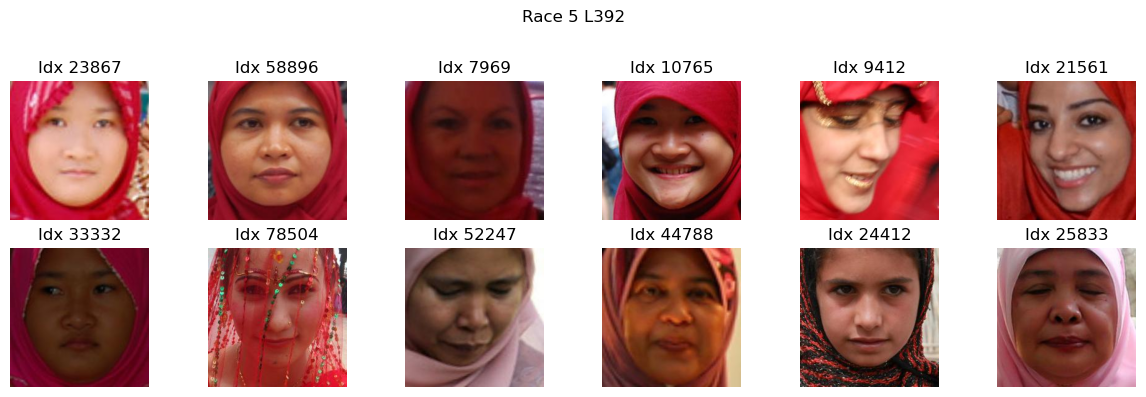 Race 5 L392
Idx 23867 Idx 58896 Idx 7969 Idx 10765 Idx 9412 Idx 21561
Idx 33332 Idx 78504 Idx 52247 Idx 44788 Idx 24412 Idx 25833